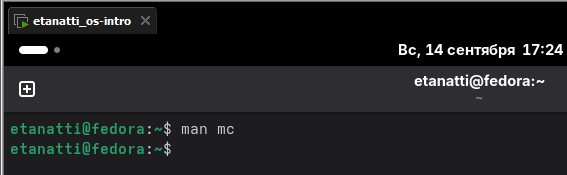 etanatti_os-intro
Вс, 14 сентября 17:24
etanatti@fedora:~
~
etanatti@fedora:~$ man mc
etanatti@fedora:~$